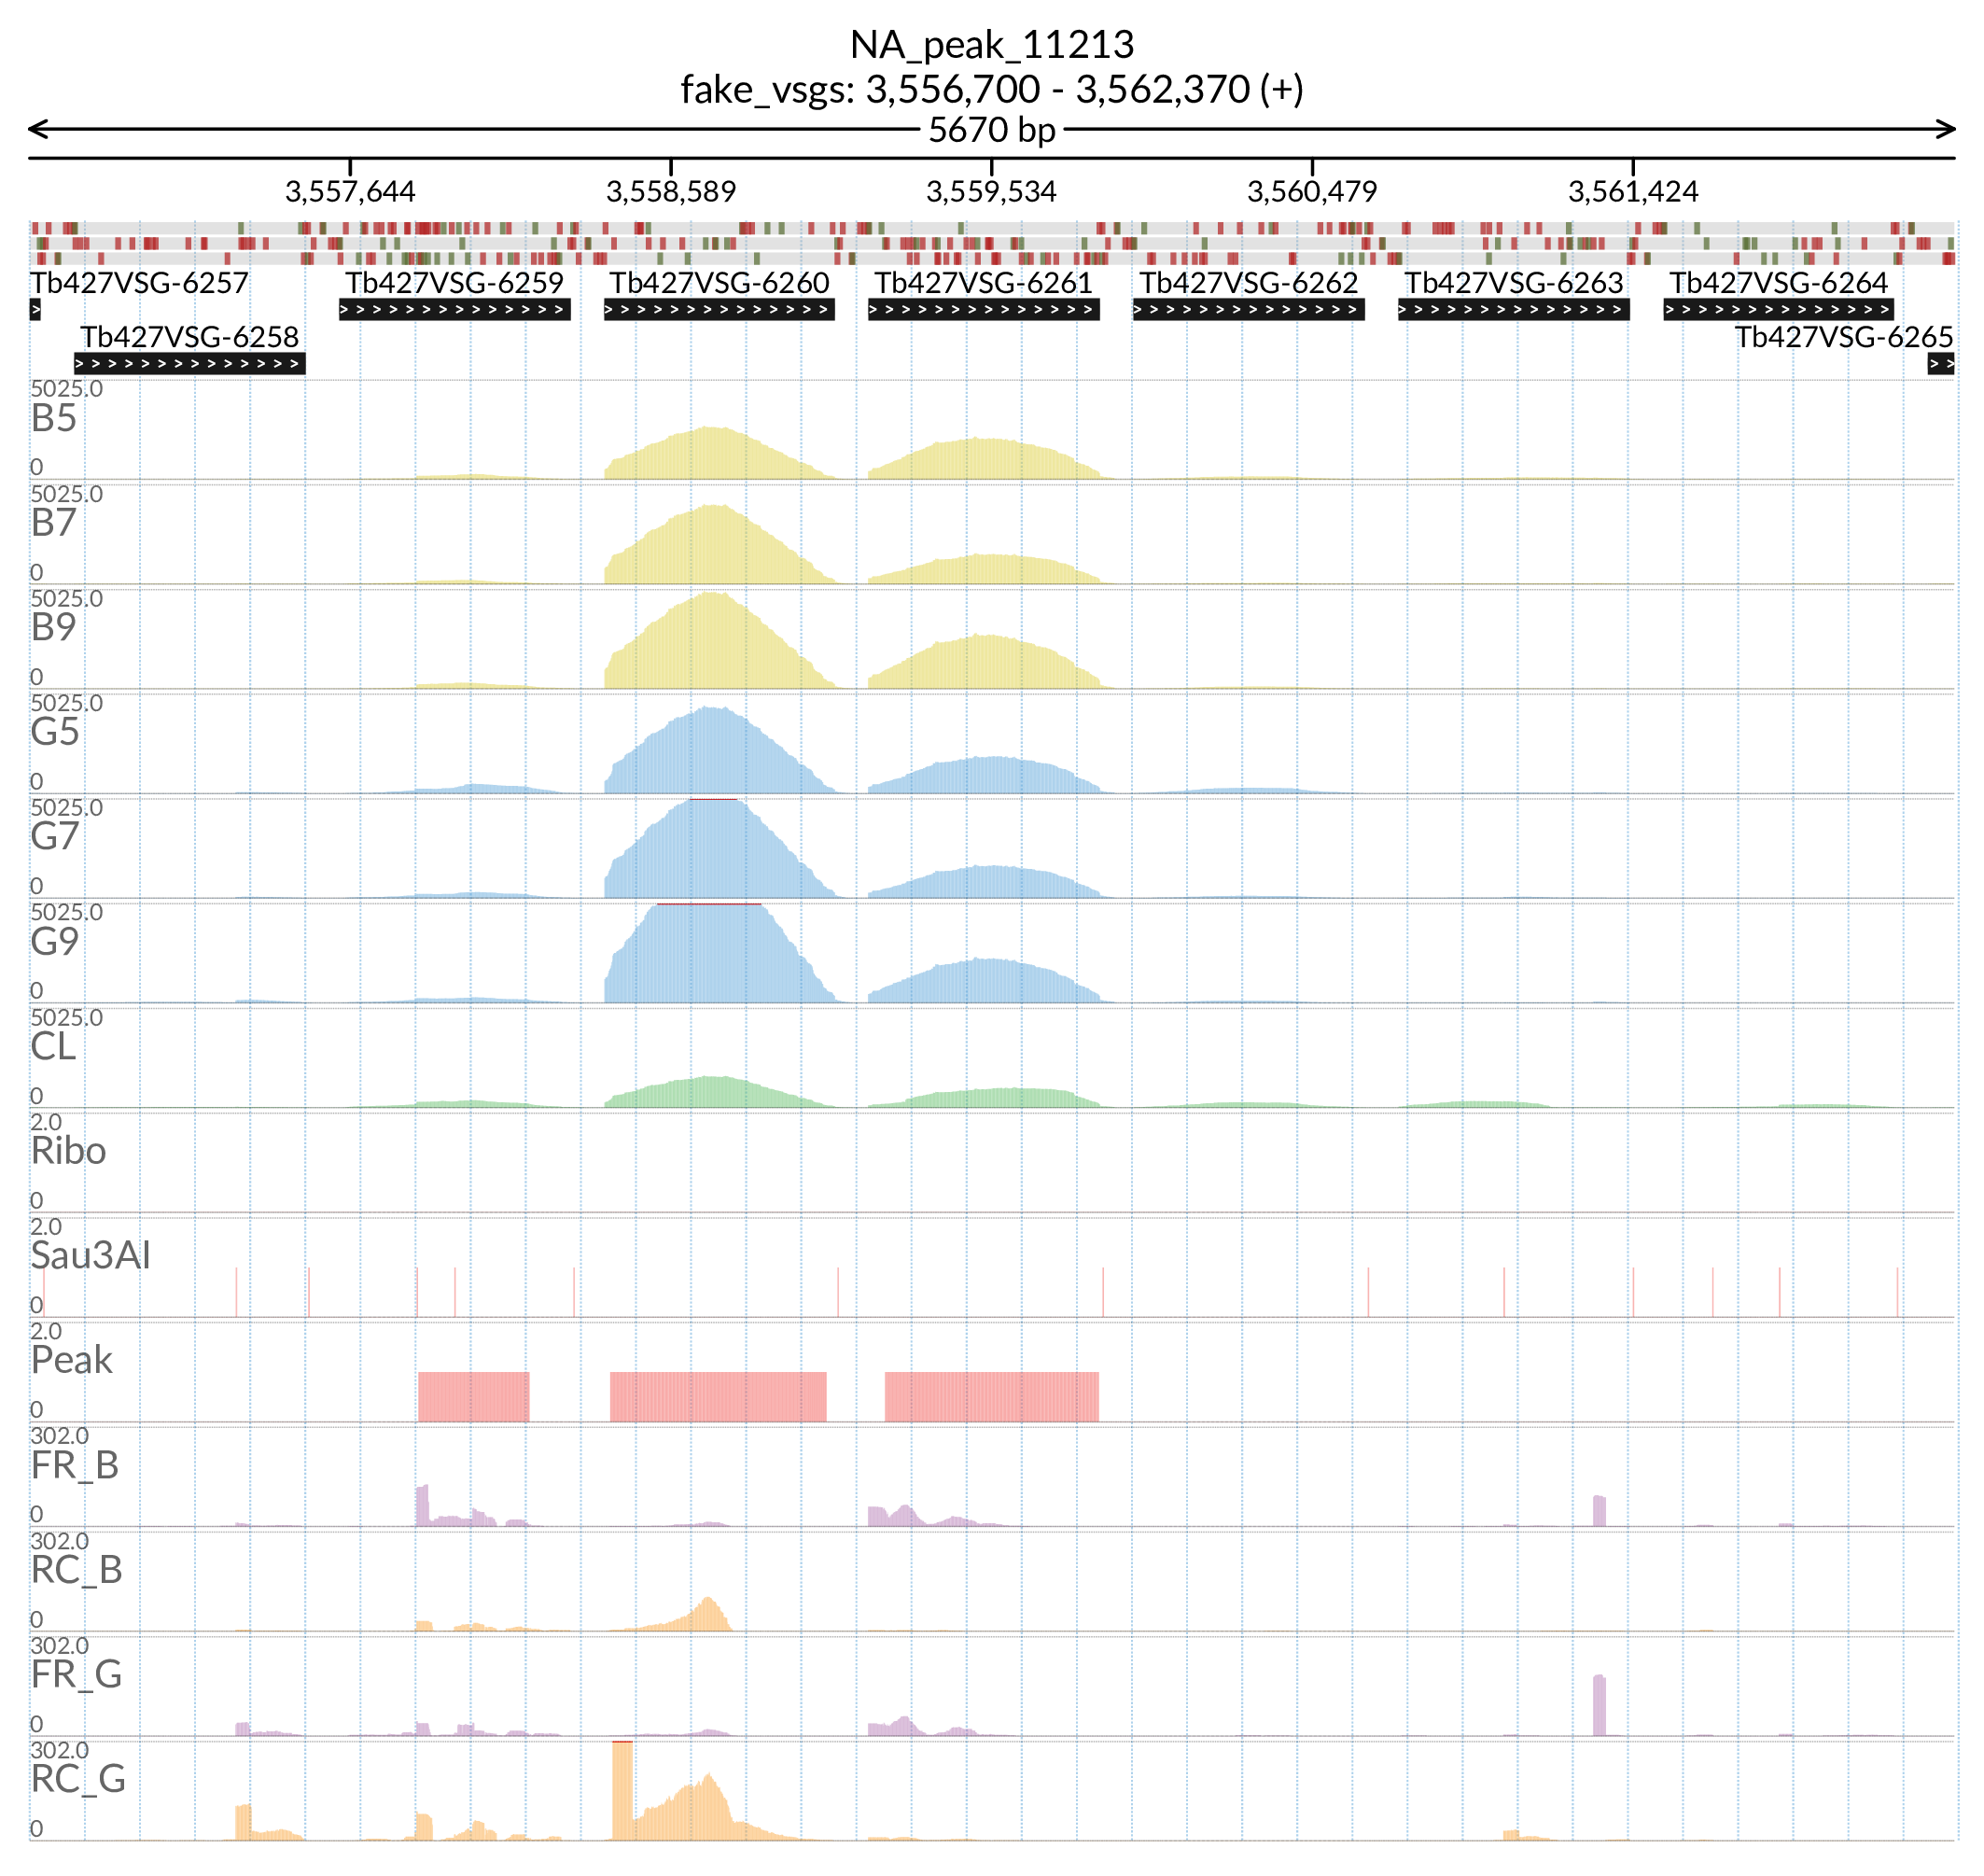 NA_peak_11213
fake_vsgs: 3,556,700 - 3,562,370 (+)
5670 bp
3,557,644 3,558,589 3,559,534 3,560,479 3,561,424
Tb427VSG-6257 Tb427VSG-6259 Tb427VSG-6260 Tb427VSG-6261 Tb427VSG-6262 Tb427VSG-6263 Tb427VSG-6264
Tb427VSG-6258 Tb427VSG-6265
5025.0
B5
0
5025.0
B7
0
5025.0
B9
0
5025.0
G5
0
5025.0
G7
0
5025.0
G9
0
5025.0
CL
0
2.0
Ribo
0
2.0
Sau3AI
0
2.0
Peak
0
302.0
FR_B
0
302.0
RC_B
0
302.0
FR_G
0
302.0
RC_G
0